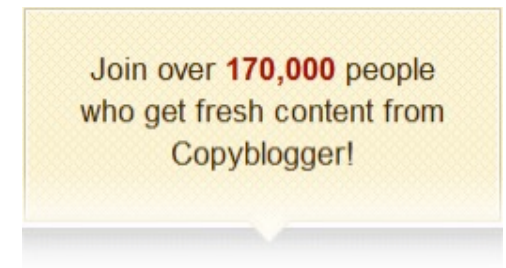 Join over 170,000 people
who get fresh content from
Copyblogger!